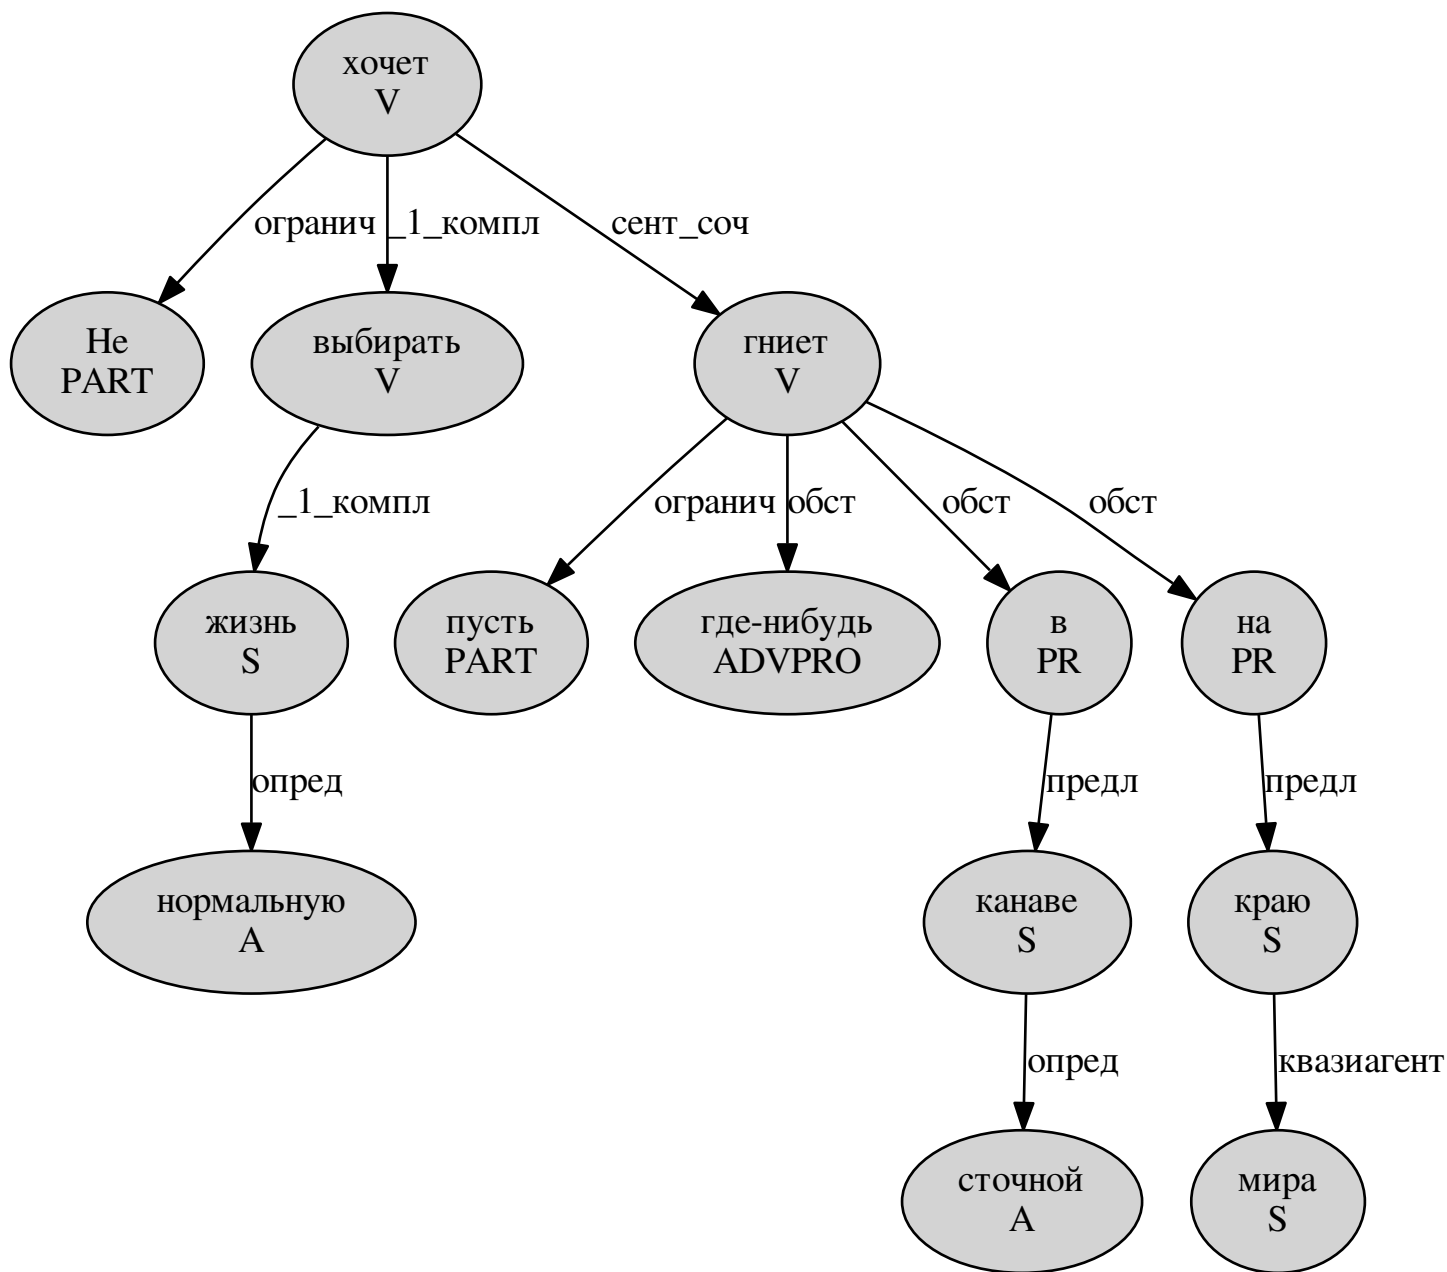 хочет
V
огранич
_1_компл
сент_соч
Не
PART
выбирать
V
гниет
V
_1_компл
огранич
обст
обст
обст
жизнь
S
пусть
PART
где-нибудь
ADVPRO
в
PR
на
PR
опред
предл
предл
нормальную
A
канаве
S
краю
S
опред
квазиагент
сточной
A
мира
S